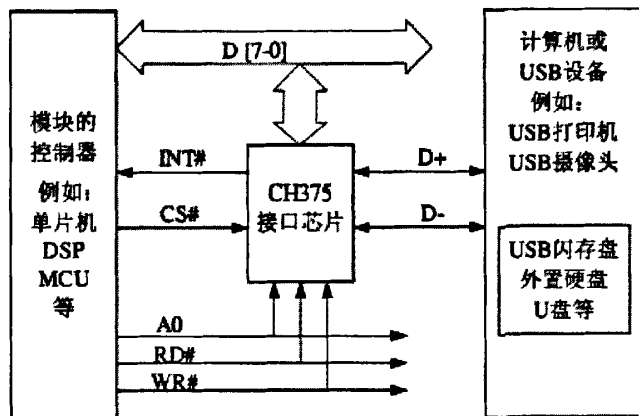 D [7-0]
模块的
控制器
例如：
单片机
DSP
MCU
等
INT#
CS#
A0
RD#
WR#
CH375
接口芯片
D+
D-
计算机或
USB设备
例如：
USB打印机
USB摄像头
USB闪存盘
外置硬盘
U盘等